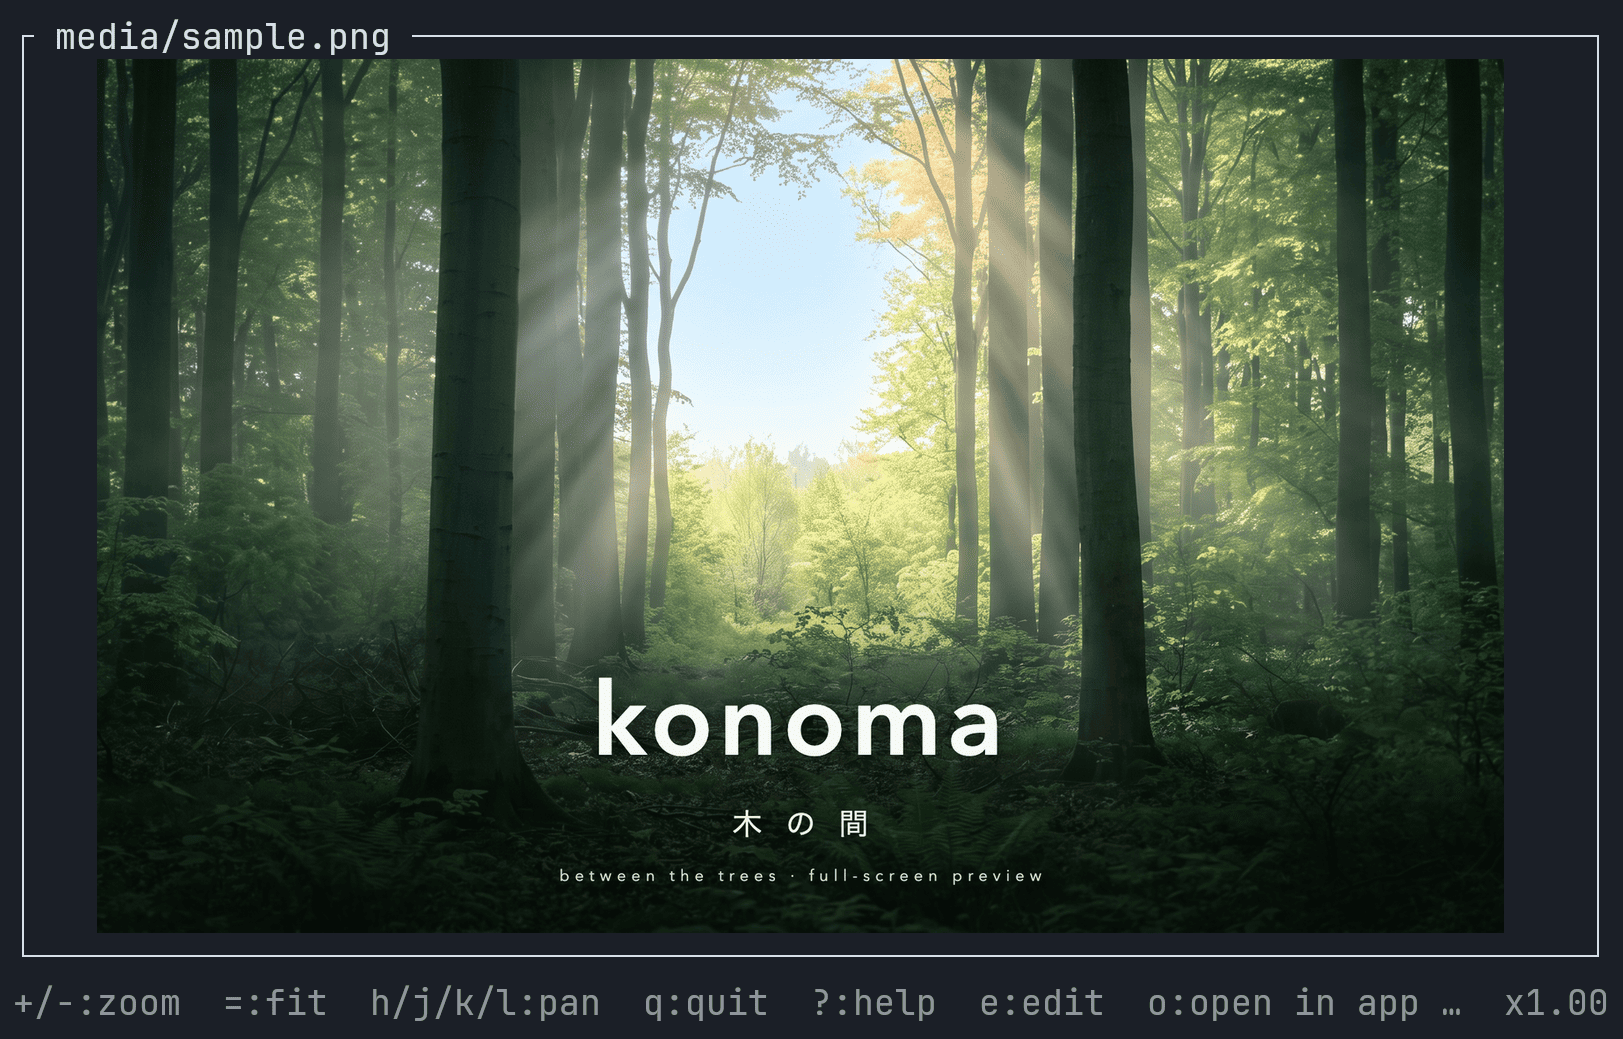 media/sample.png
konoma
木の間
between the trees · full-screen preview
+/-:zoom  =:fit  h/j/k/l:pan  q:quit  ?:help  e:edit  o:open in app …  x1.00